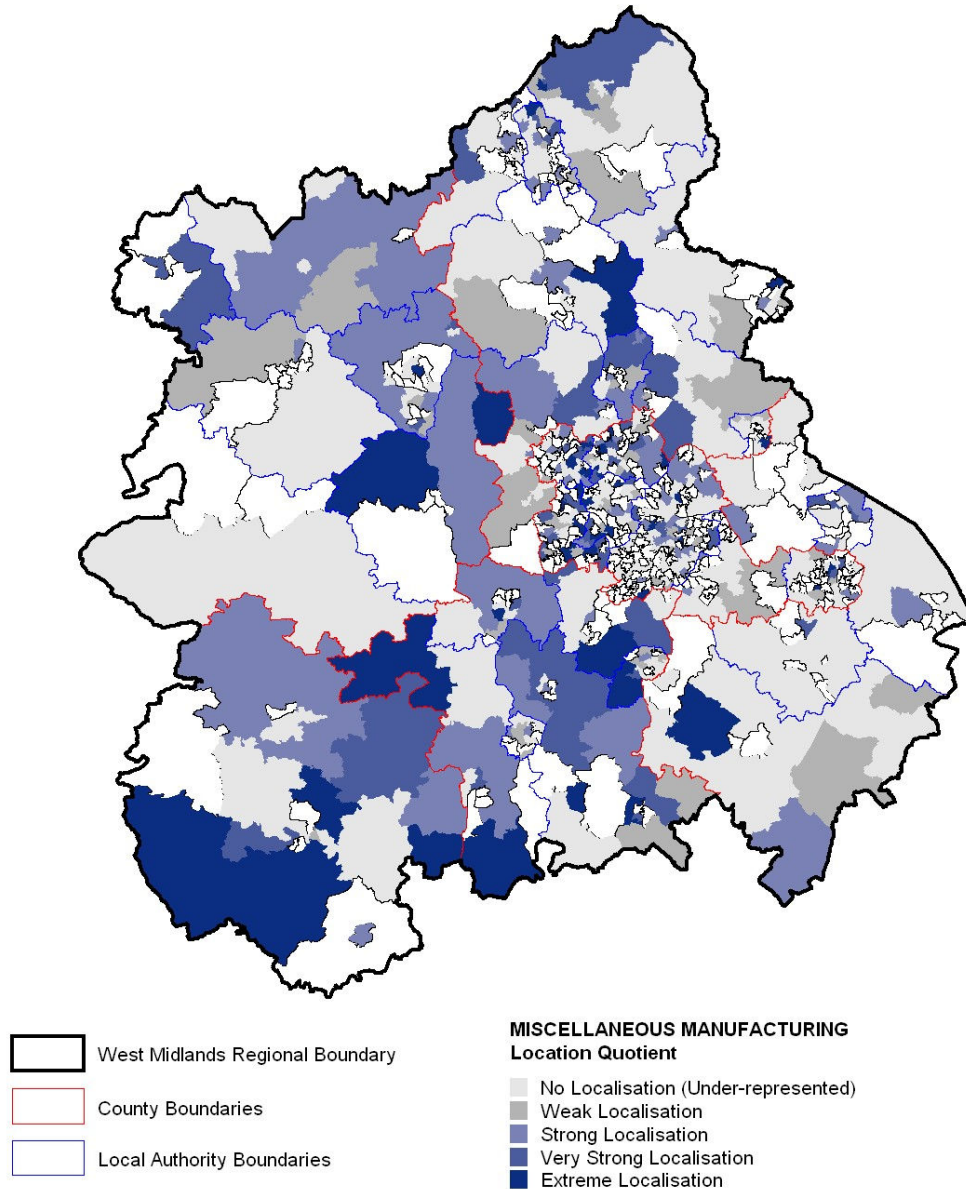 West Midlands Regional Boundary
County Boundaries
Local Authority Boundaries
MISCELLANEOUS MANUFACTURING
Location Quotient
No Localisation (Under-represented)
Weak Localisation
Strong Localisation
Very Strong Localisation
Extreme Localisation